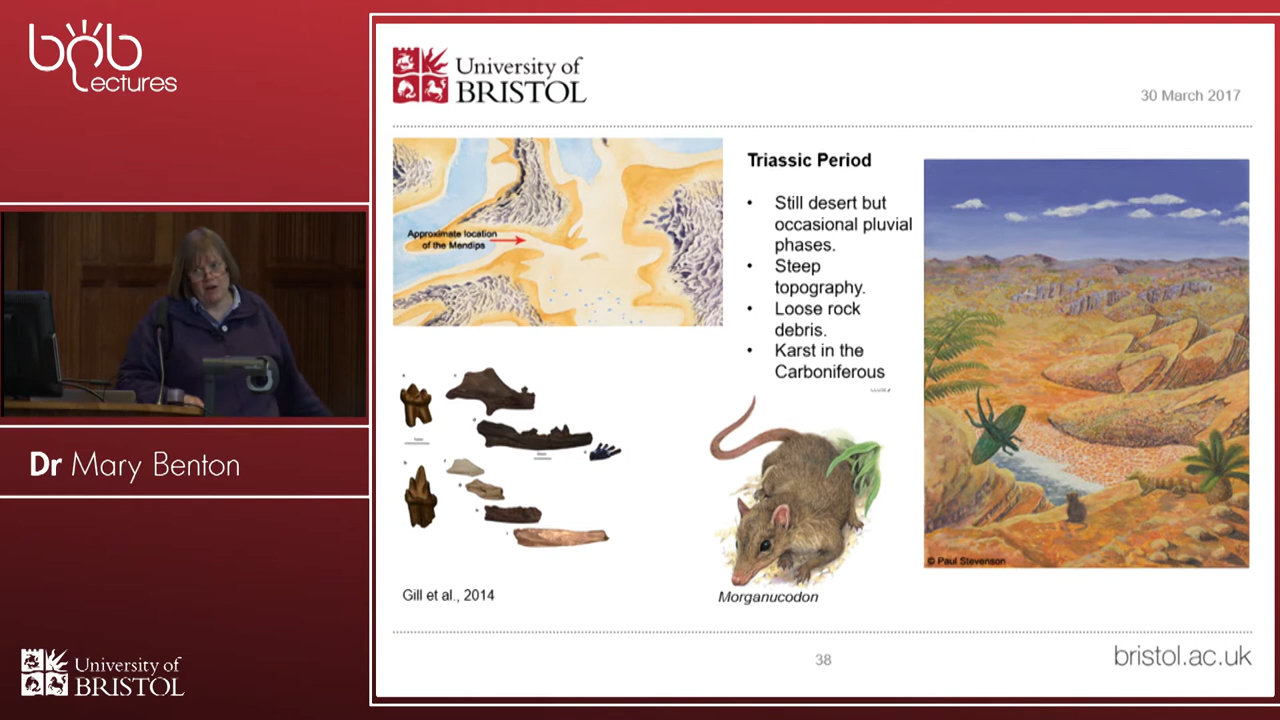 bob
Lectures
Dr Mary Benton
University of
BRISTOL
University of
BRISTOL
30 March 2017
Approximate location
of the Mendips
Triassic Period
• Still desert but
occasional pluvial
phases.
• Steep
topography.
• Loose rock
debris.
• Karst in the
Carboniferous
© Paul Stevenson
Gill et al., 2014
Morganucodon
38
bristol.ac.uk